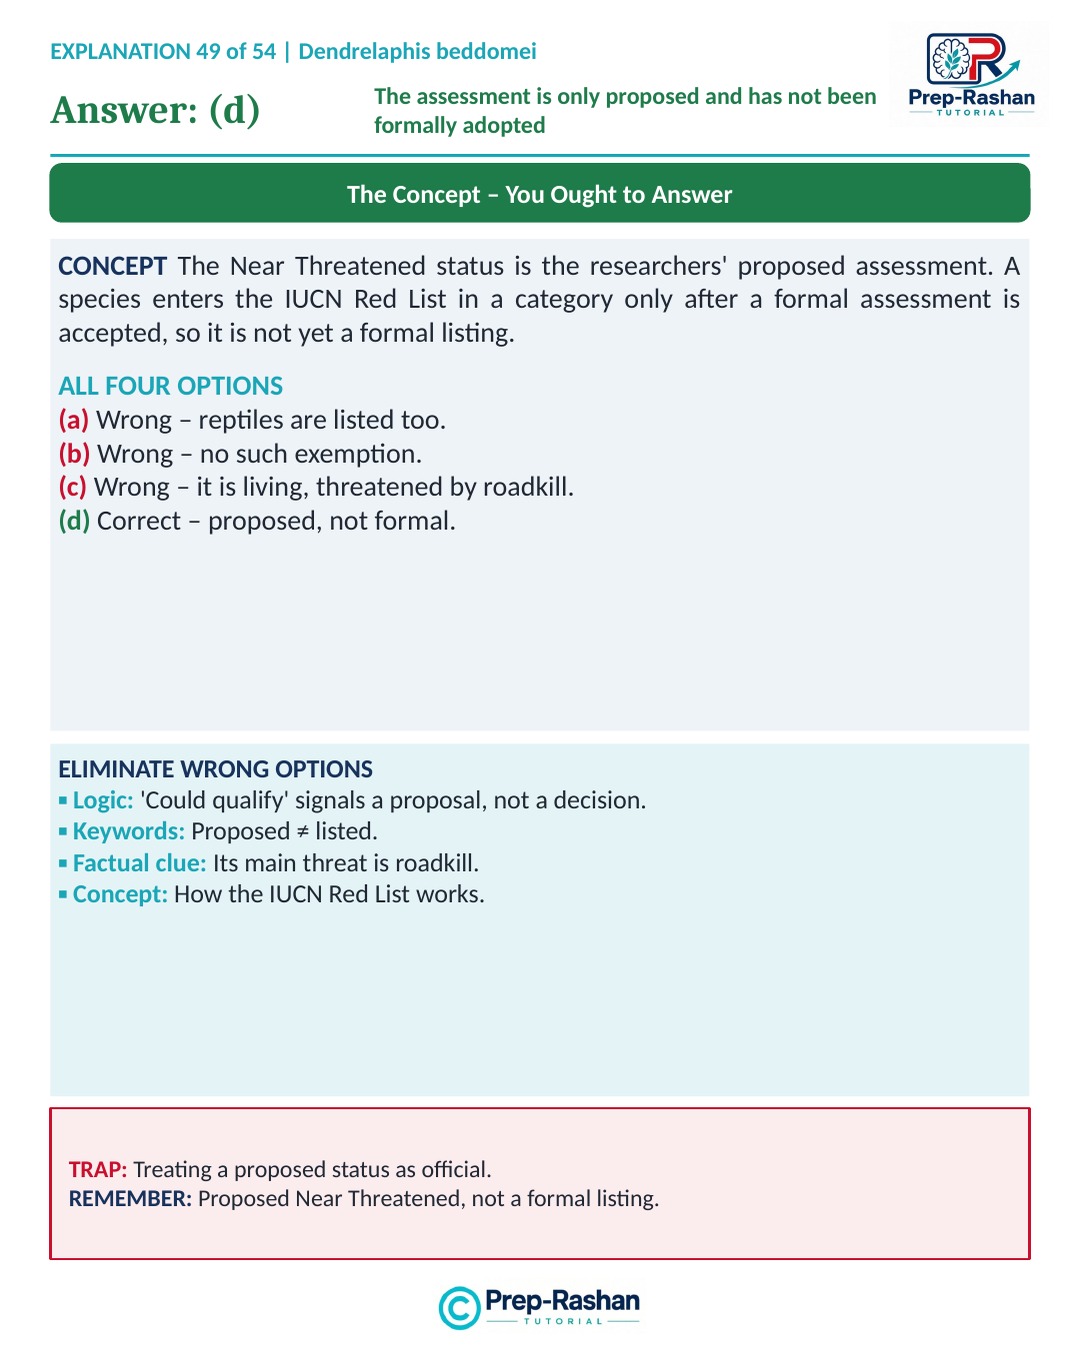 EXPLANATION 49 of 54 | Dendrelaphis beddomei
Prep-Rashan
TUTORIAL
Answer: (d)
The assessment is only proposed and has not been
formally adopted
The Concept – You Ought to Answer
CONCEPT The Near Threatened status is the researchers' proposed assessment. A
species enters the IUCN Red List in a category only after a formal assessment is
accepted, so it is not yet a formal listing.
ALL FOUR OPTIONS
(a) Wrong – reptiles are listed too.
(b) Wrong – no such exemption.
(c) Wrong – it is living, threatened by roadkill.
(d) Correct – proposed, not formal.
ELIMINATE WRONG OPTIONS
▪ Logic: 'Could qualify' signals a proposal, not a decision.
▪ Keywords: Proposed ≠ listed.
▪ Factual clue: Its main threat is roadkill.
▪ Concept: How the IUCN Red List works.
TRAP: Treating a proposed status as official.
REMEMBER: Proposed Near Threatened, not a formal listing.
© Prep-Rashan
TUTORIAL